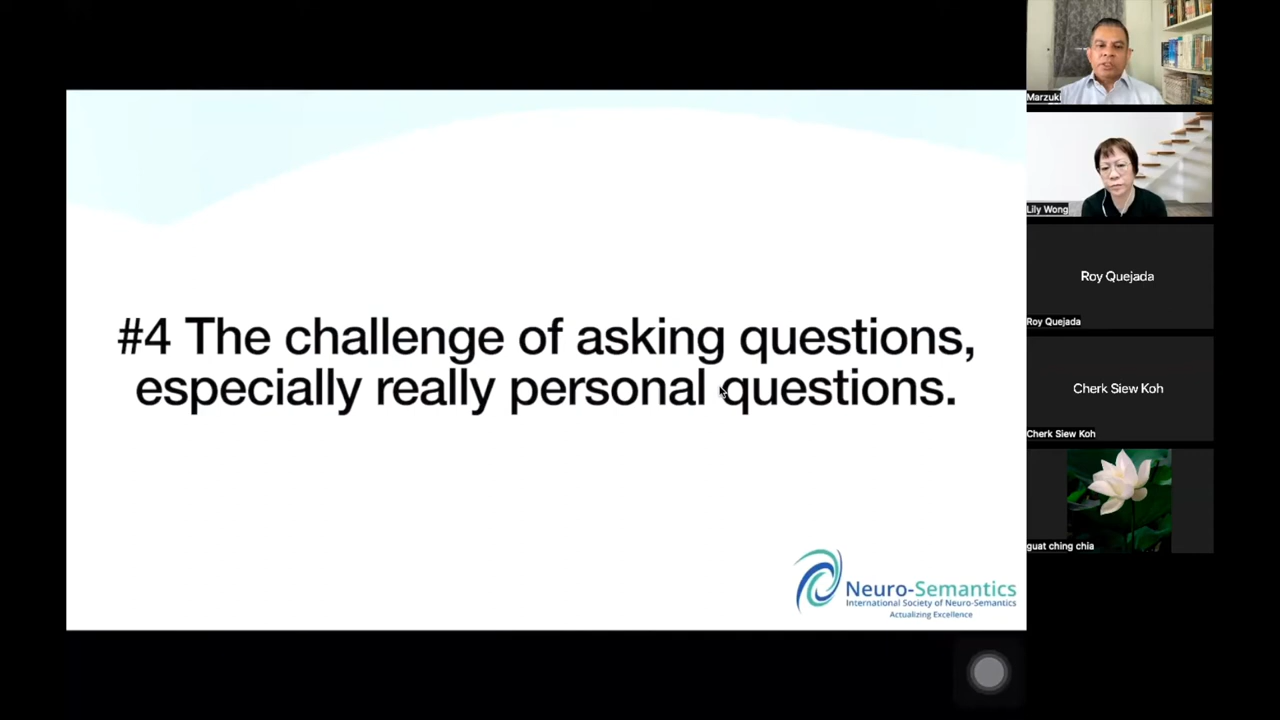 #4 The challenge of asking questions,
especially really personal questions.
Neuro-Semantics
International Society of Neuro-Semantics
Actualizing Excellence
Marzuki
Lily Wong
Roy Quejada
Roy Quejada
Cherk Siew Koh
Cherk Siew Koh
guat ching chia